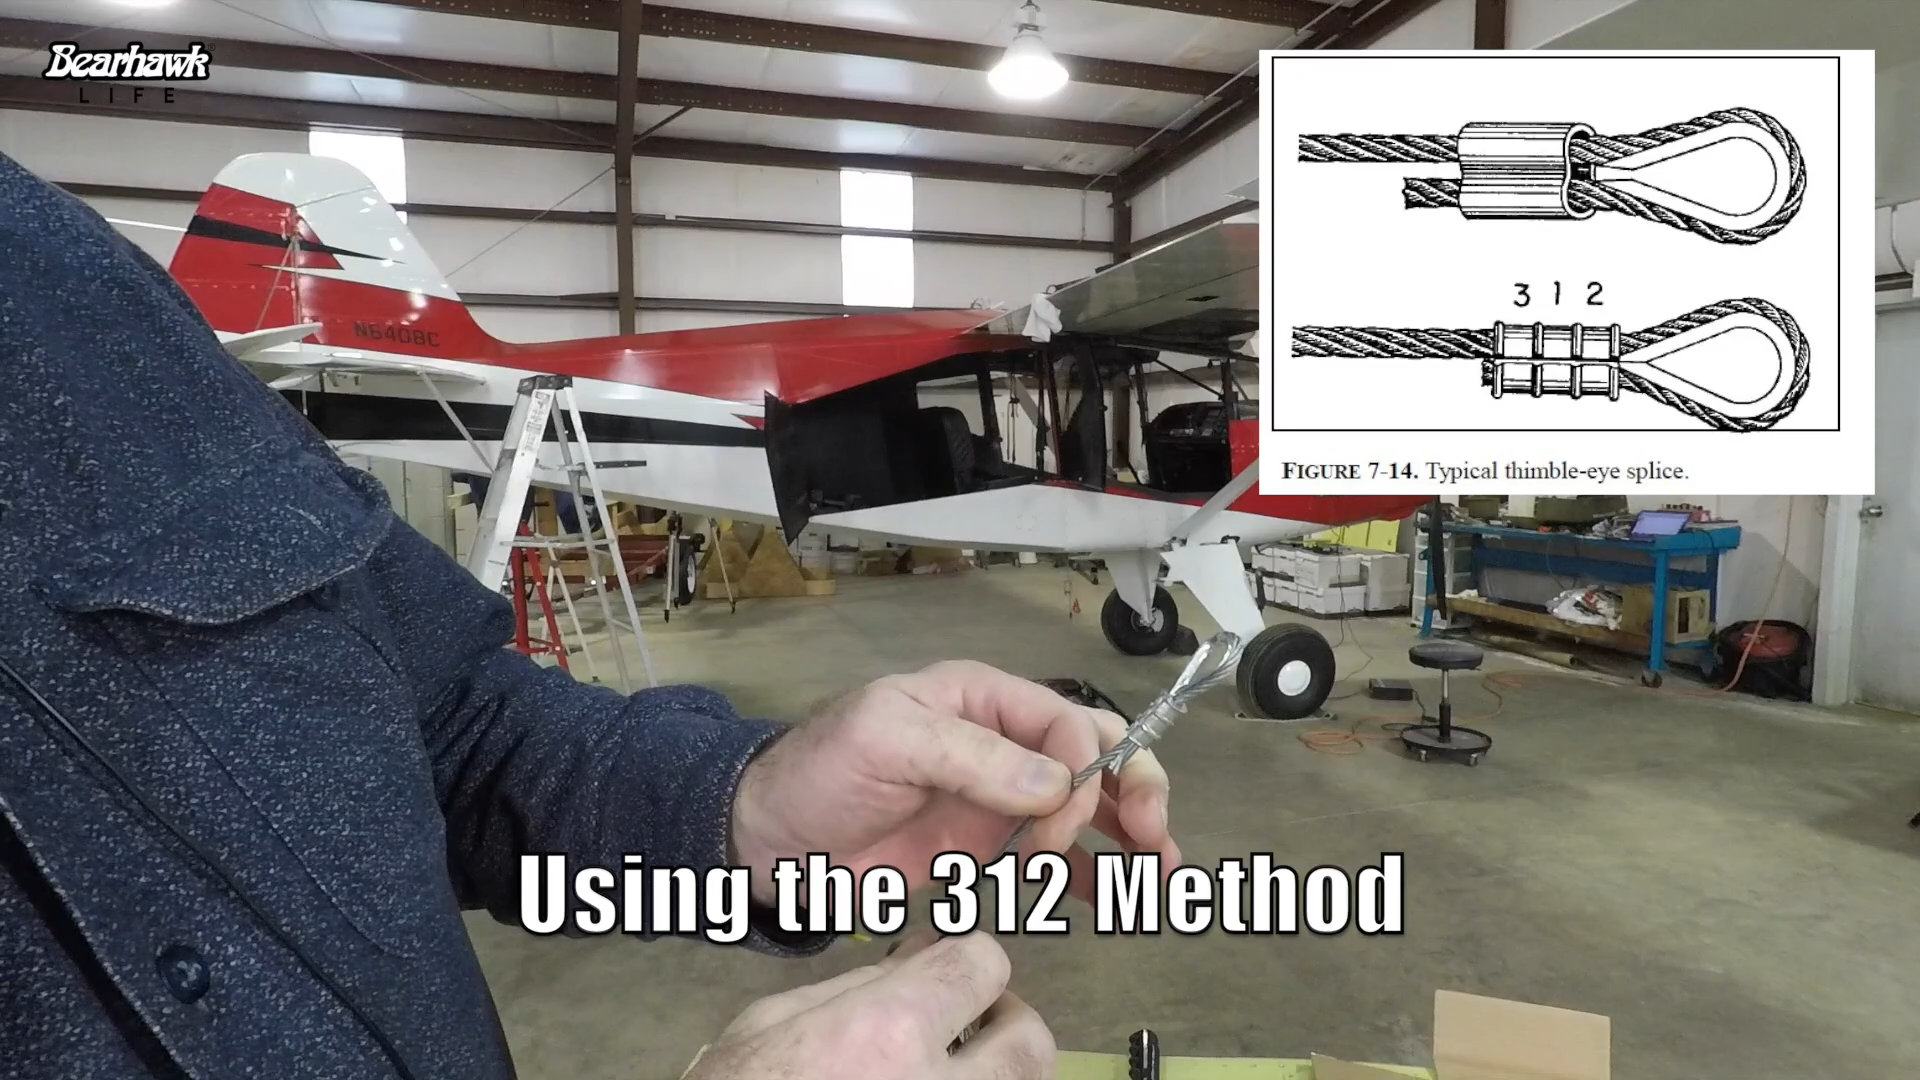 Bearhawk
LIFE
N6408C
3 1 2
FIGURE 7-14. Typical thimble-eye splice.
Using the 312 Method